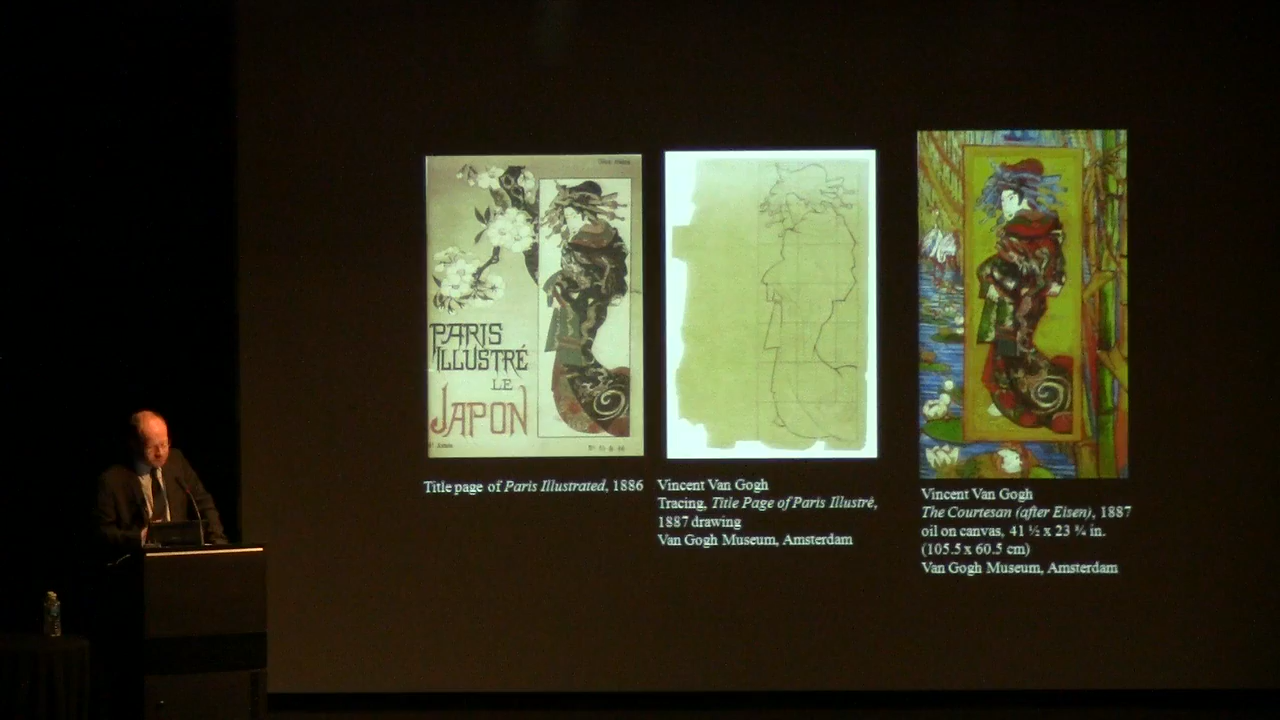 PARIS
ILLUSTRÉ
LE
JAPON
Title page of Paris Illustrated, 1886
Vincent Van Gogh
Tracing, Title Page of Paris Illustré,
1887 drawing
Van Gogh Museum, Amsterdam
Vincent Van Gogh
The Courtesan (after Eisen), 1887
oil on canvas, 41 ½ x 23 ¾ in.
(105.5 x 60.5 cm)
Van Gogh Museum, Amsterdam